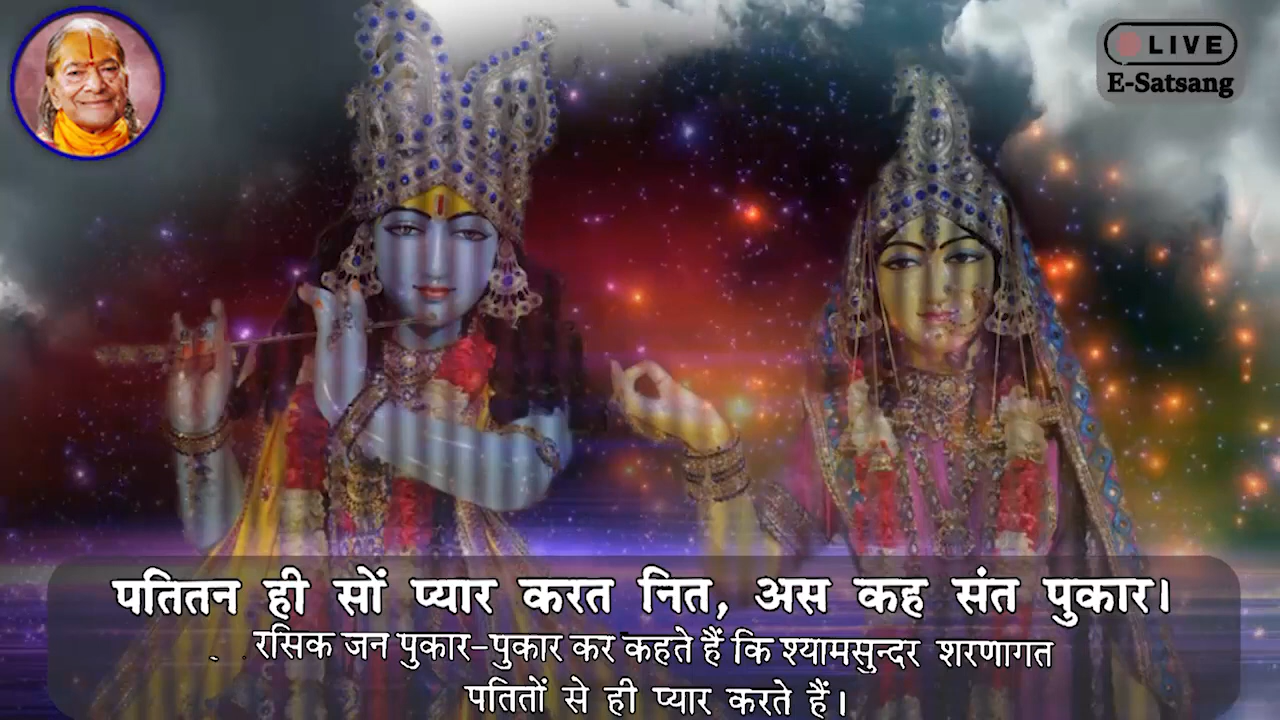 LIVE
E-Satsang
पतितन ही सों प्यार करत नित, अस कह संत पुकार।
रसिक जन पुकार-पुकार कर कहते हैं कि श्यामसुन्दर शरणागत
पतितों से ही प्यार करते हैं।